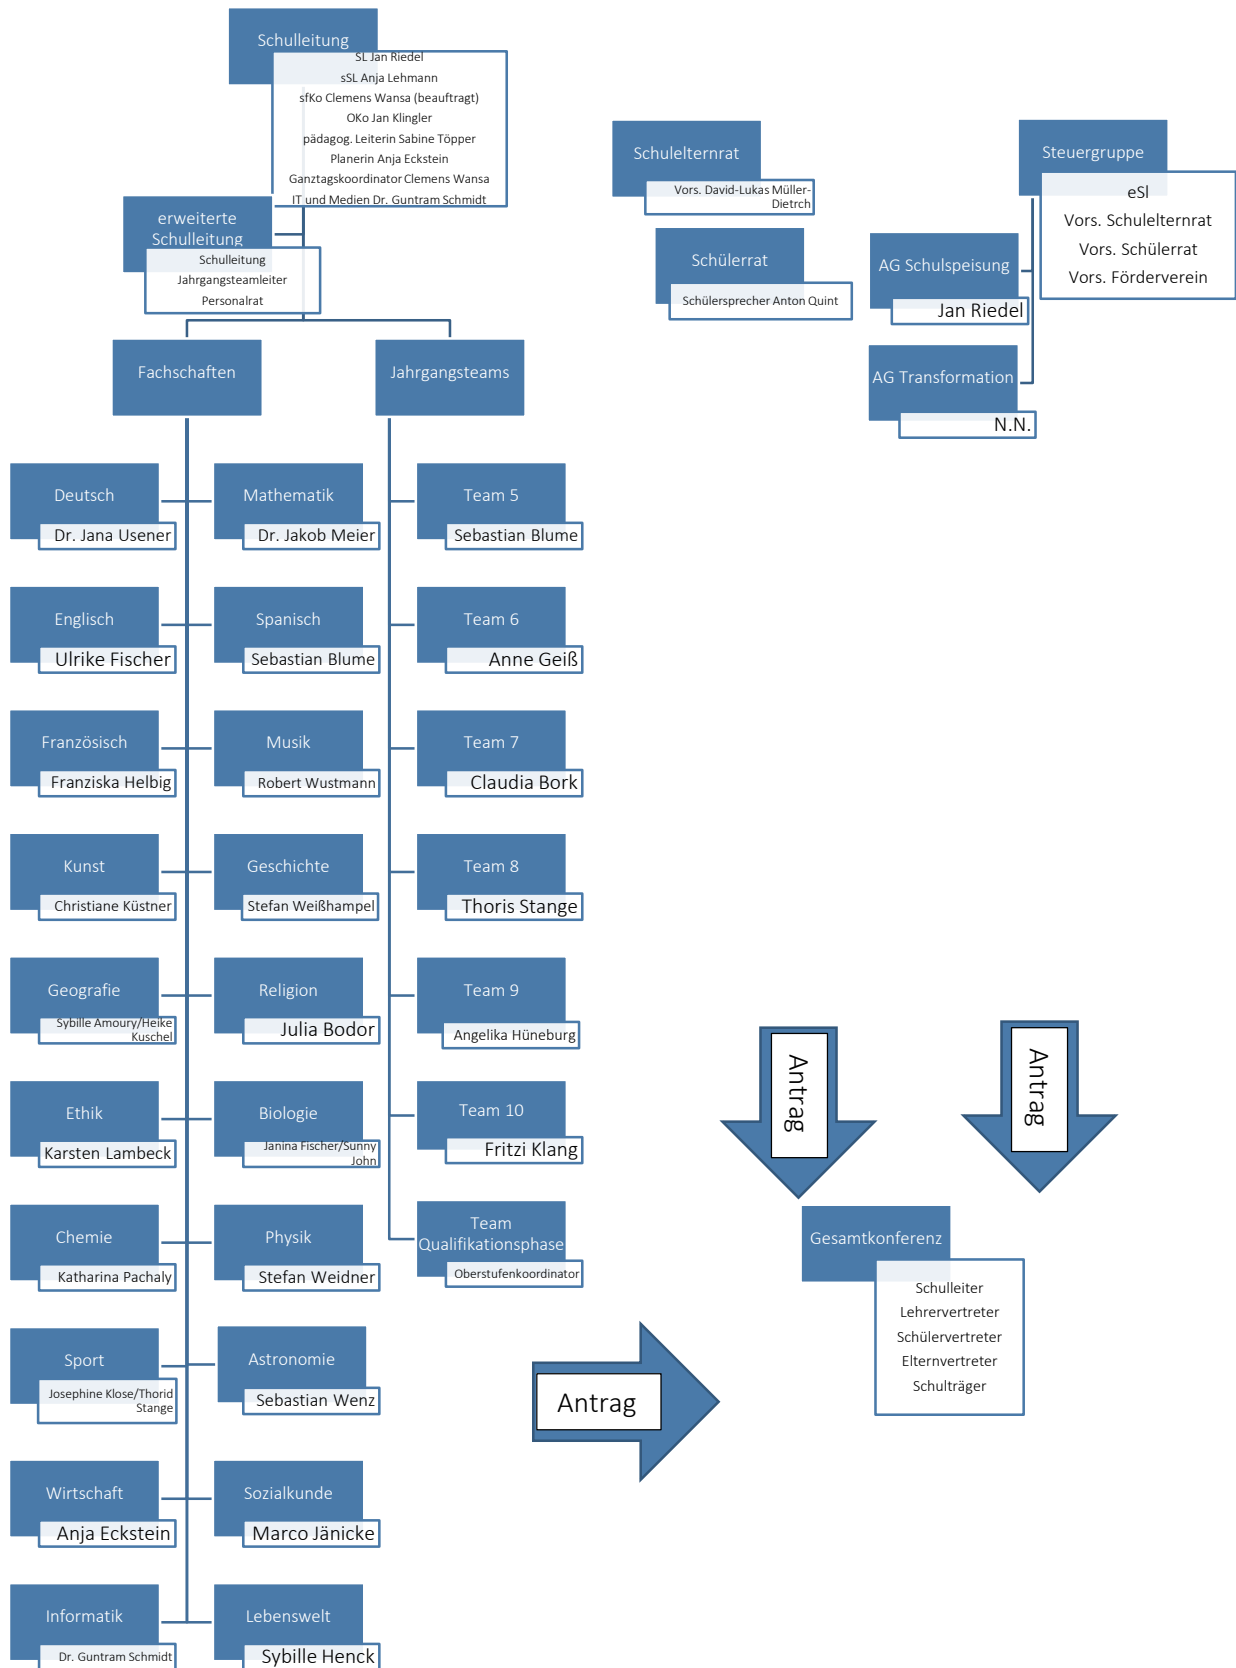 Schulleitung
SL Jan Riedel
sSL Anja Lehmann
sfKo Clemens Wansa (beauftragt)
OKo Jan Klingler
pädagog. Leiterin Sabine Töpper
Planerin Anja Eckstein
Ganztagskoordinator Clemens Wansa
IT und Medien Dr. Guntram Schmidt
erweiterte
Schulleitung
Schulleitung
Jahrgangsteamleiter
Personalrat
Schulelternrat
Vors. David-Lukas Müller-
Dietrch
Schülerrat
Schülersprecher Anton Quint
Steuergruppe
eSl
Vors. Schulelternrat
Vors. Schülerrat
Vors. Förderverein
AG Schulspeisung
Jan Riedel
AG Transformation
N.N.
Fachschaften
Jahrgangsteams
Deutsch
Dr. Jana Usener
Mathematik
Dr. Jakob Meier
Team 5
Sebastian Blume
Englisch
Ulrike Fischer
Spanisch
Sebastian Blume
Team 6
Anne Geiß
Französisch
Franziska Helbig
Musik
Robert Wustmann
Team 7
Claudia Bork
Kunst
Christiane Küstner
Geschichte
Stefan Weißhampel
Team 8
Thoris Stange
Geografie
Sybille Amoury/Heike
Kuschel
Religion
Julia Bodor
Team 9
Angelika Hüneburg
Ethik
Karsten Lambeck
Biologie
Janina Fischer/Sunny
John
Team 10
Fritzi Klang
Chemie
Katharina Pachaly
Physik
Stefan Weidner
Team
Qualifikationsphase
Oberstufenkoordinator
Sport
Josephine Klose/Thorid
Stange
Astronomie
Sebastian Wenz
Wirtschaft
Anja Eckstein
Sozialkunde
Marco Jänicke
Informatik
Dr. Guntram Schmidt
Lebenswelt
Sybille Henck
Antrag
Antrag
Antrag
Gesamtkonferenz
Schulleiter
Lehrervertreter
Schülervertreter
Elternvertreter
Schulträger